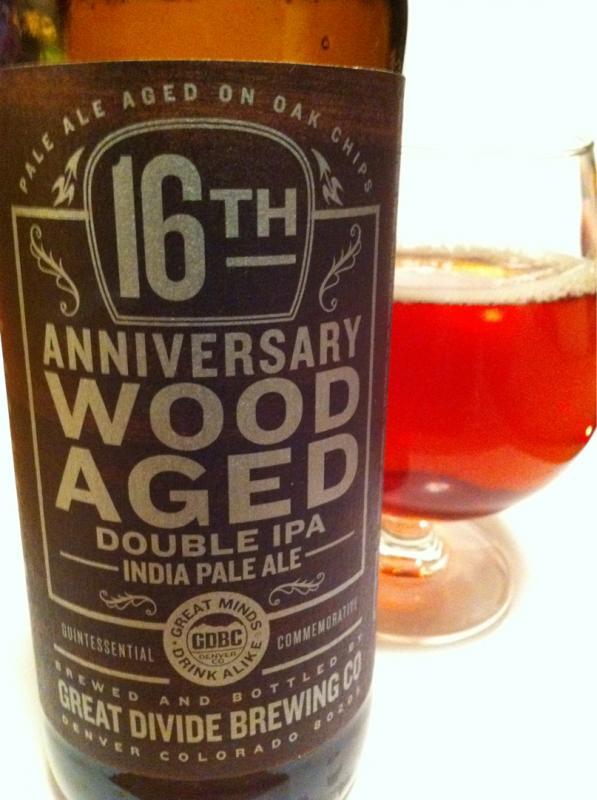 PALE ALE AGED ON OAK CHIPS
16TH
ANNIVERSARY
WOOD
AGED
DOUBLE IPA
INDIA PALE ALE
QUINTESSENTIAL
GREAT MINDS
GDBC
DENVER
CO
DRINK ALIKE
COMMEMORATIVE
BREWED AND BOTTLED BY
GREAT DIVIDE BREWING CO
DENVER COLORADO 80205